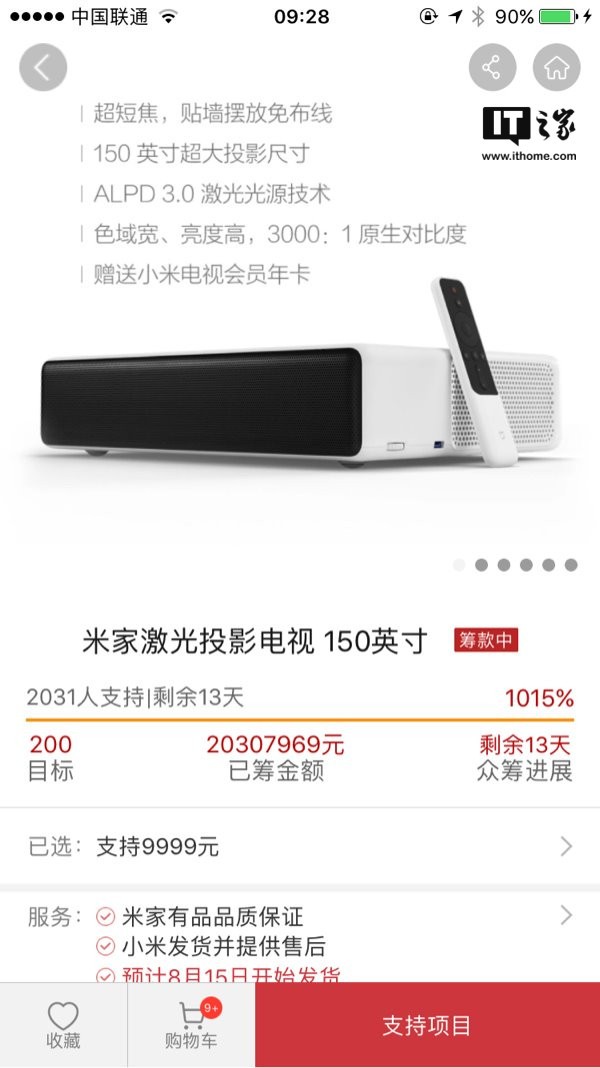 中国联通
09:28
90%
超短焦，贴墙摆放免布线
150 英寸超大投影尺寸
ALPD 3.0 激光光源技术
色域宽、亮度高，3000：1 原生对比度
赠送小米电视会员年卡
IT之家
www.ithome.com
米家激光投影电视 150英寸
筹款中
2031人支持|剩余13天
1015%
200
目标
20307969元
已筹金额
剩余13天
众筹进展
已选：支持9999元
服务：米家有品品质保证
小米发货并提供售后
预计8月15日开始发货
收藏
9+
购物车
支持项目